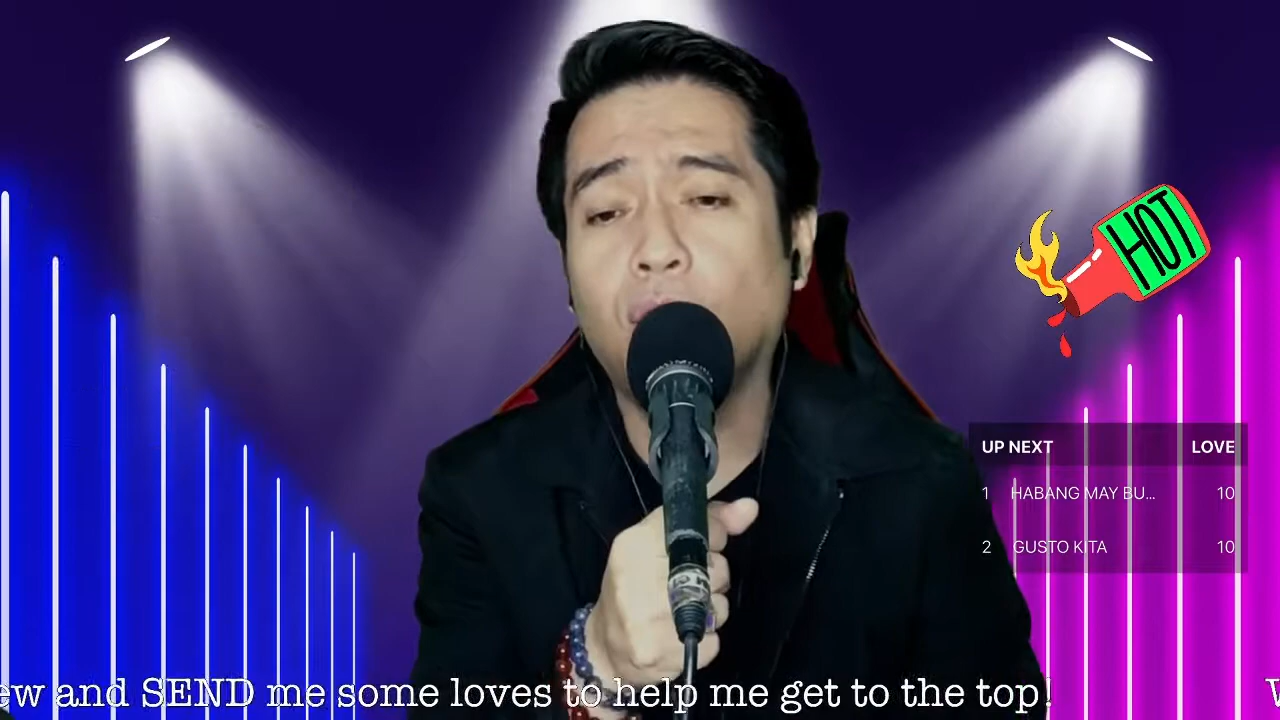 HOT
UP NEXT LOVE
1 HABANG MAY BU... 10
2 GUSTO KITA 10
ew and SEND me some loves to help me get to the top!